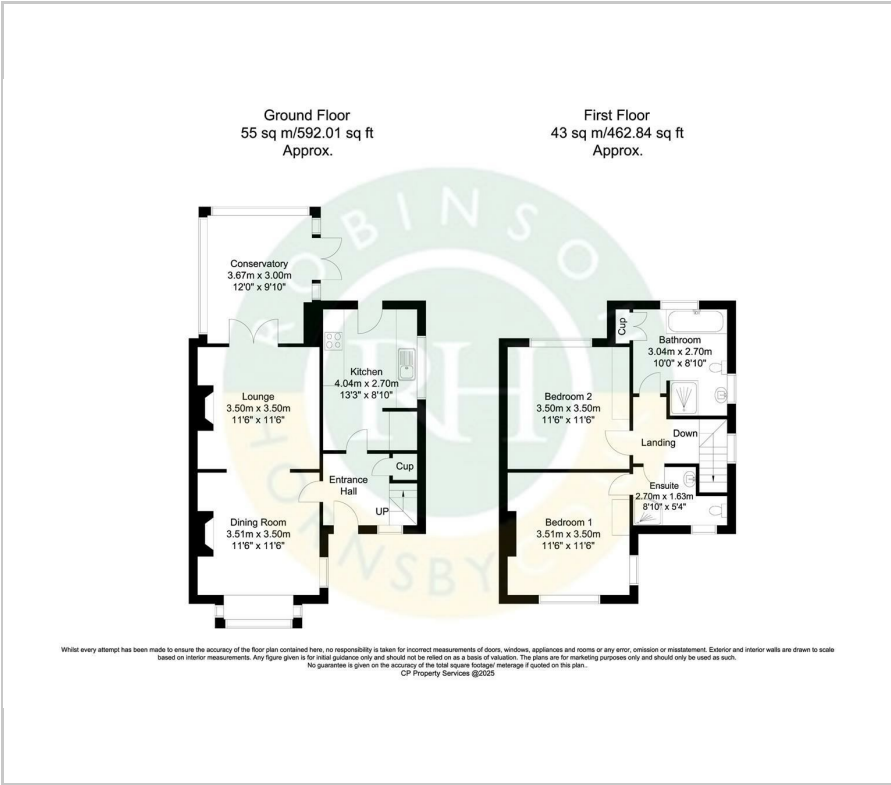 Ground Floor
55 sq m/592.01 sq ft
Approx.
First Floor
43 sq m/462.84 sq ft
Approx.
ROBINSON
RH
HORNSBY
Conservatory
3.67m x 3.00m
12'0" x 9'10"
Kitchen
4.04m x 2.70m
13'3" x 8'10"
Lounge
3.50m x 3.50m
11'6" x 11'6"
Cup
Entrance
Hall
UP
Dining Room
3.51m x 3.50m
11'6" x 11'6"
Cup
Bathroom
3.04m x 2.70m
10'0" x 8'10"
Bedroom 2
3.50m x 3.50m
11'6" x 11'6"
Down
Landing
Ensuite
2.70m x 1.63m
8'10" x 5'4"
Bedroom 1
3.51m x 3.50m
11'6" x 11'6"
Whilst every attempt has been made to ensure the accuracy of the floor plan contained here, no responsibility is taken for incorrect measurements of doors, windows, appliances and rooms or any error, omission or misstatement. Exterior and interior walls are drawn to scale
based on interior measurements. Any figure given is for initial guidance only and should not be relied on as a basis of valuation. The plans are for marketing purposes only and should only be used as such.
No guarantee is given on the accuracy of the total square footage/ meterage if quoted on this plan..
CP Property Services @2025